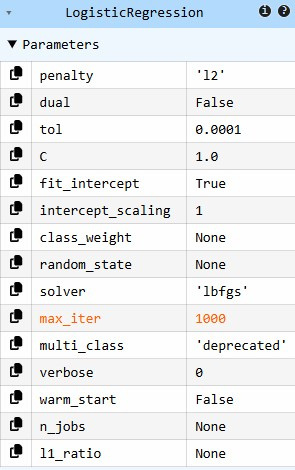 LogisticRegression
Parameters
penalty 'l2'
dual False
tol 0.0001
C 1.0
fit_intercept True
intercept_scaling 1
class_weight None
random_state None
solver 'lbfgs'
max_iter 1000
multi_class 'deprecated'
verbose 0
warm_start False
n_jobs None
l1_ratio None